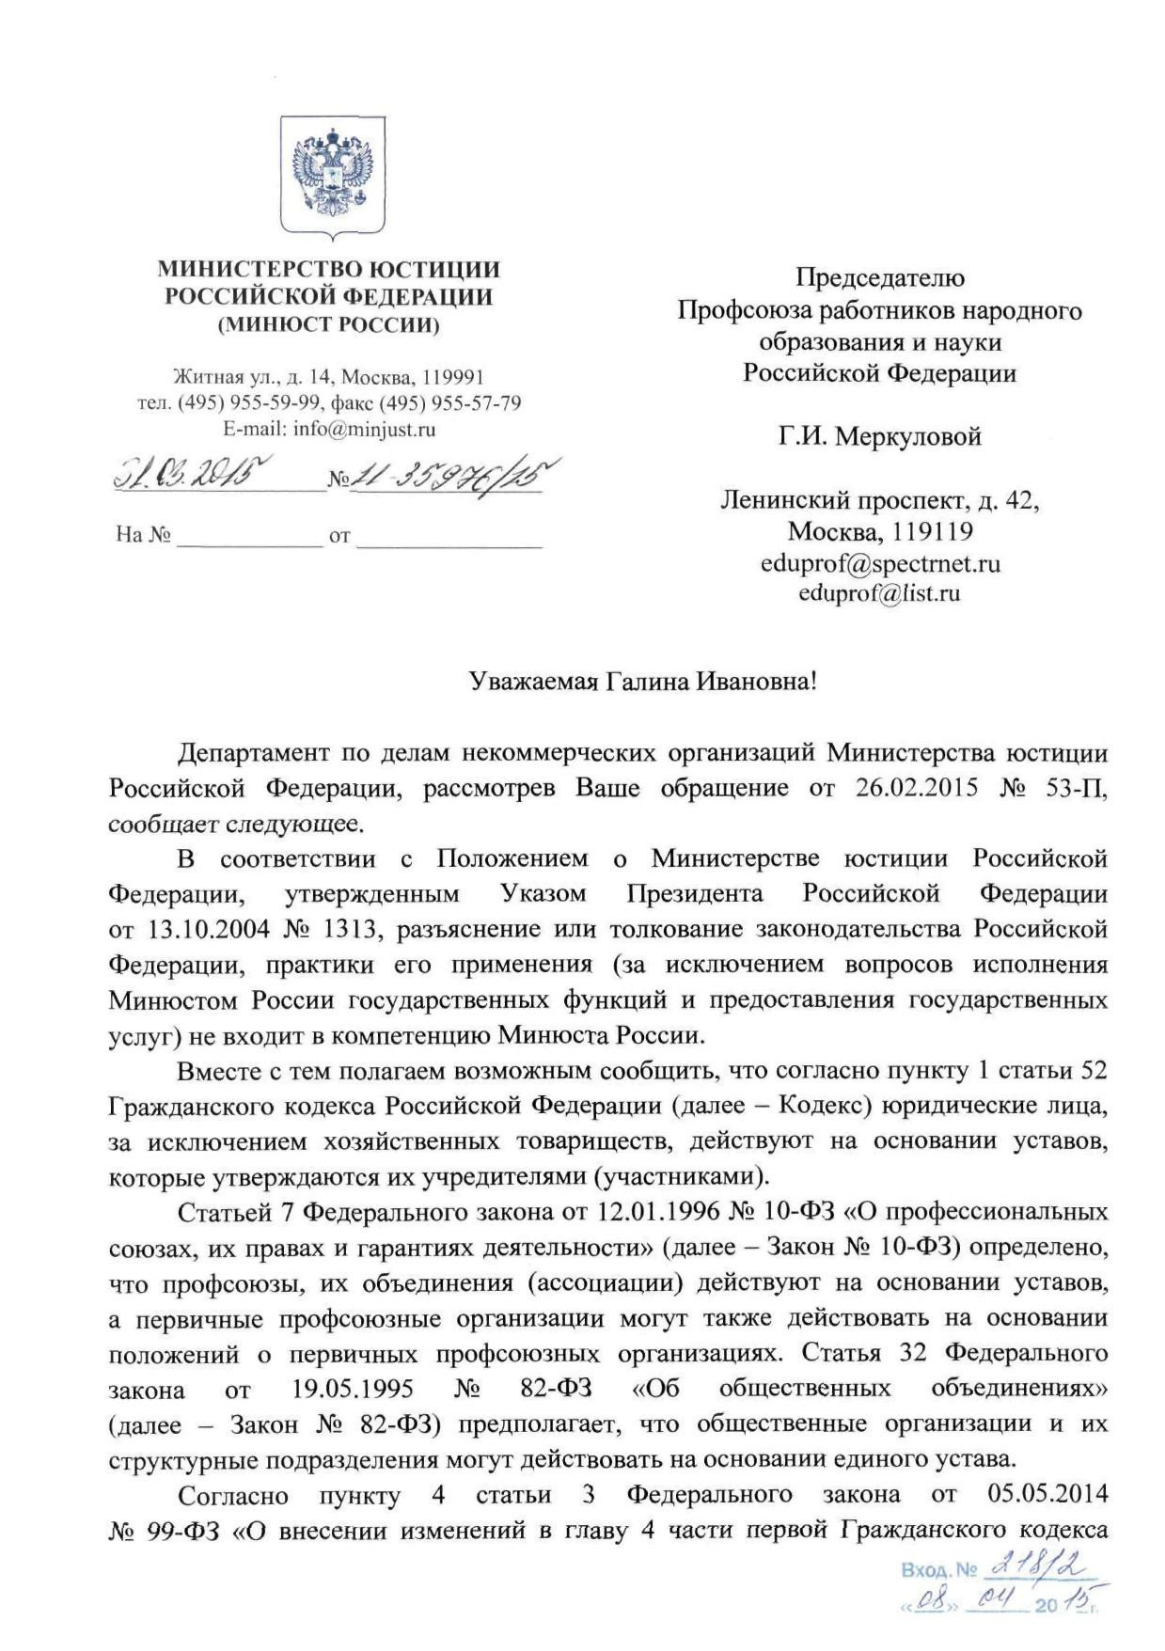 МИНИСТЕРСТВО ЮСТИЦИИ
РОССИЙСКОЙ ФЕДЕРАЦИИ
(МИНЮСТ РОССИИ)
Житная ул., д. 14, Москва, 119991
тел. (495) 955-59-99, факс (495) 955-57-79
E-mail: info@minjust.ru
31.03.2015 № 11-35976/15
На № ____________ от ________________
Председателю
Профсоюза работников народного
образования и науки
Российской Федерации
Г.И. Меркуловой
Ленинский проспект, д. 42,
Москва, 119119
eduprof@spectrnet.ru
eduprof@list.ru
Уважаемая Галина Ивановна!
Департамент по делам некоммерческих организаций Министерства юстиции
Российской Федерации, рассмотрев Ваше обращение от 26.02.2015 № 53-П,
сообщает следующее.
В соответствии с Положением о Министерстве юстиции Российской
Федерации, утвержденным Указом Президента Российской Федерации
от 13.10.2004 № 1313, разъяснение или толкование законодательства Российской
Федерации, практики его применения (за исключением вопросов исполнения
Минюстом России государственных функций и предоставления государственных
услуг) не входит в компетенцию Минюста России.
Вместе с тем полагаем возможным сообщить, что согласно пункту 1 статьи 52
Гражданского кодекса Российской Федерации (далее – Кодекс) юридические лица,
за исключением хозяйственных товариществ, действуют на основании уставов,
которые утверждаются их учредителями (участниками).
Статьей 7 Федерального закона от 12.01.1996 № 10-ФЗ «О профессиональных
союзах, их правах и гарантиях деятельности» (далее – Закон № 10-ФЗ) определено,
что профсоюзы, их объединения (ассоциации) действуют на основании уставов,
а первичные профсоюзные организации могут также действовать на основании
положений о первичных профсоюзных организациях. Статья 32 Федерального
закона от 19.05.1995 № 82-ФЗ «Об общественных объединениях»
(далее – Закон № 82-ФЗ) предполагает, что общественные организации и их
структурные подразделения могут действовать на основании единого устава.
Согласно пункту 4 статьи 3 Федерального закона от 05.05.2014
№ 99-ФЗ «О внесении изменений в главу 4 части первой Гражданского кодекса
Вход. № 218/2
«08» 04 2015г.